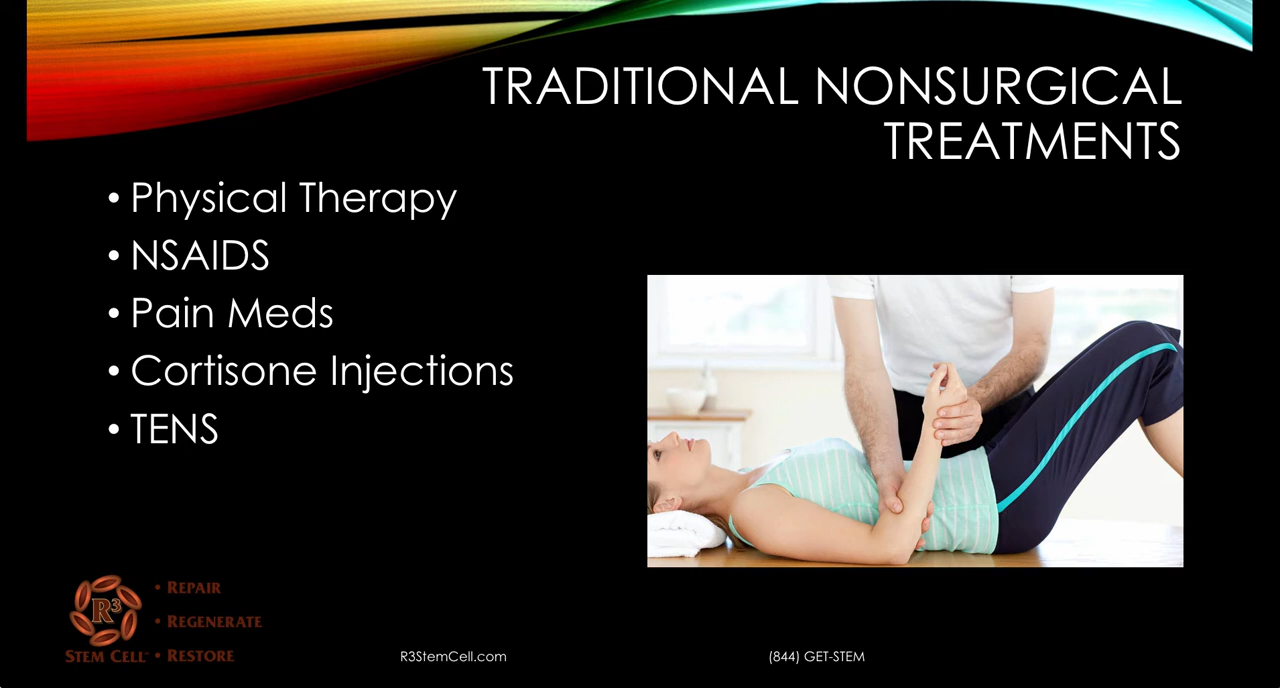 TRADITIONAL NONSURGICAL
TREATMENTS
• Physical Therapy
• NSAIDS
• Pain Meds
• Cortisone Injections
• TENS
R3
STEM CELL™
• REPAIR
• REGENERATE
• RESTORE
R3StemCell.com
(844) GET-STEM